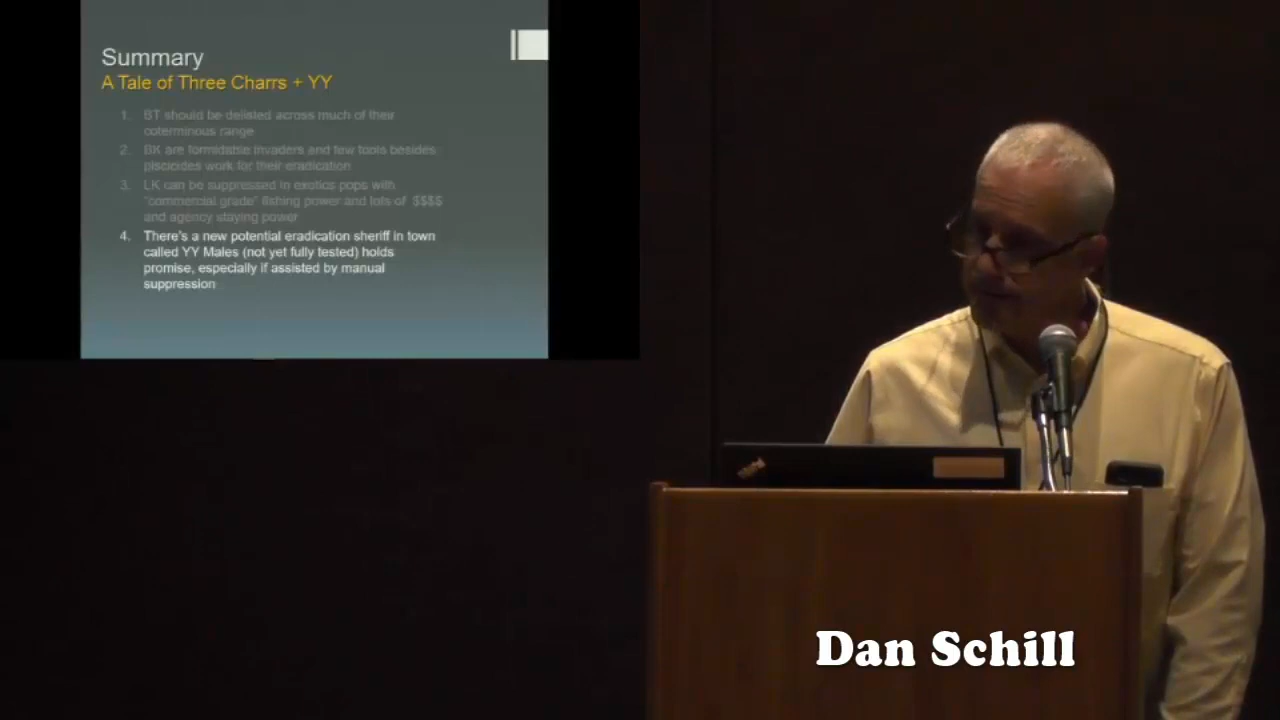 Summary
A Tale of Three Charrs + YY
1. BT should be delisted across much of their
coterminous range
2. BK are formidable invaders and few tools besides
piscicides work for their eradication
3. LK can be suppressed in exotics pops with
"commercial grade" fishing power and lots of $$$$
and agency staying power
4. There's a new potential eradication sheriff in town
called YY Males (not yet fully tested) holds
promise, especially if assisted by manual
suppression
Dan Schill